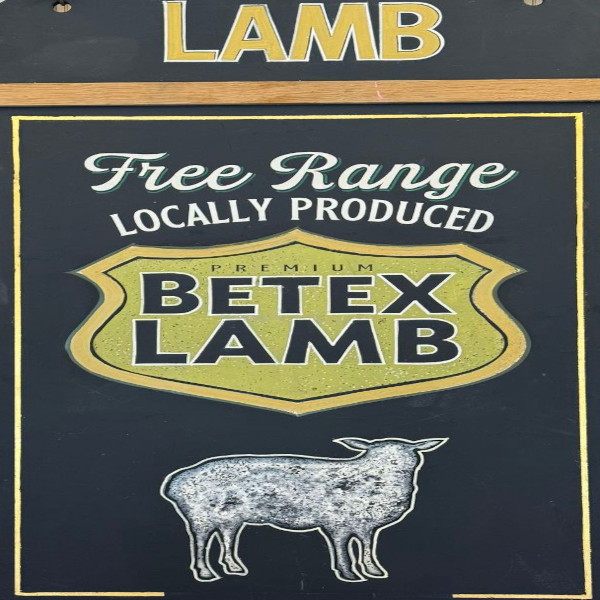 LAMB
Free Range
LOCALLY PRODUCED
PREMIUM
BETEX
LAMB